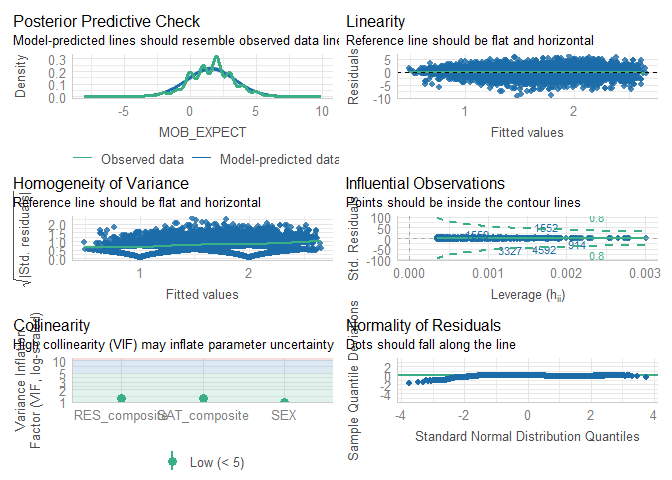 Posterior Predictive Check
Model-predicted lines should resemble observed data line
Density
0.3
0.2
0.1
0.0
-5
0
5
10
MOB_EXPECT
Observed data
Model-predicted data
Linearity
Reference line should be flat and horizontal
Residuals
5
0
-5
-10
1
2
Fitted values
Homogeneity of Variance
Reference line should be flat and horizontal
√|Std. residuals|
2.0
1.5
1.0
0.5
0.0
1
2
Fitted values
Influential Observations
Points should be inside the contour lines
Std. Residuals
100
50
0
-50
-100
0.8
1552
944
3327
4592
0.8
0.000
0.001
0.002
0.003
Leverage (hii)
Collinearity
High collinearity (VIF) may inflate parameter uncertainty
Variance Inflation
Factor (VIF, log-scaled)
10
5
3
2
1
RES_composite
SAT_composite
SEX
Low (< 5)
Normality of Residuals
Dots should fall along the line
Sample Quantile Deviations
2
0
-2
-4
-4
-2
0
2
4
Standard Normal Distribution Quantiles